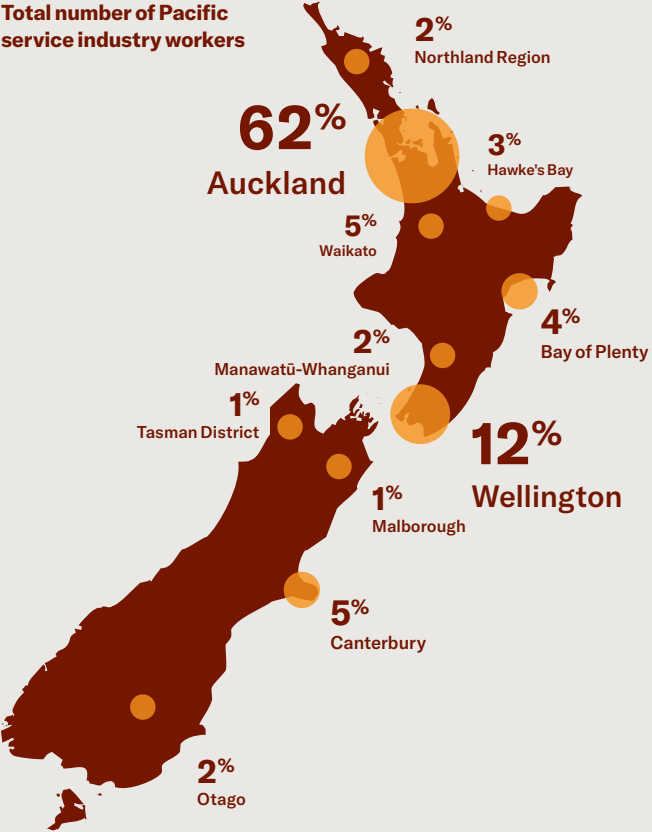 Total number of Pacific
service industry workers
2%
Northland Region
62%
Auckland
3%
Hawke's Bay
5%
Waikato
4%
Bay of Plenty
2%
Manawatū-Whanganui
1%
Tasman District
12%
Wellington
1%
Malborough
5%
Canterbury
2%
Otago